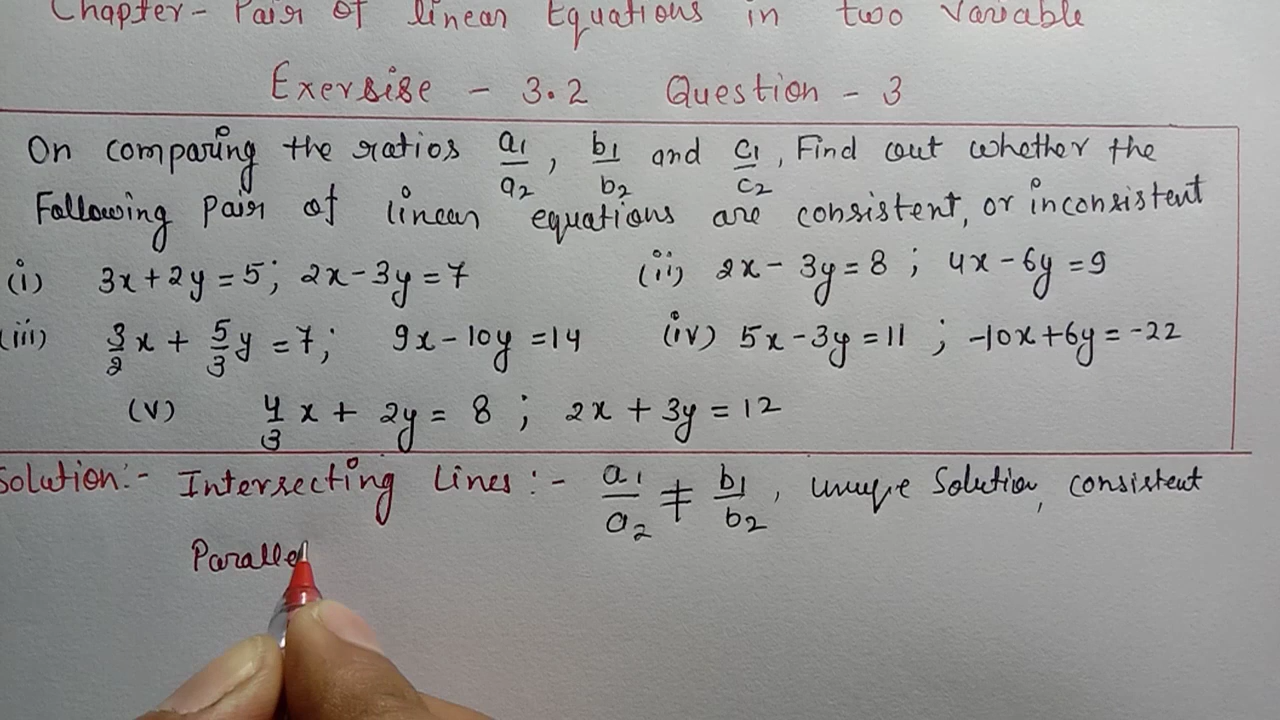 Chapter - Pair of linear Equations in two Variable
Exersise - 3.2 Question - 3
On comparing the ratios a1/a2, b1/b2 and c1/c2, Find out whether the
Following pair of linear equations are consistent, or inconsistent
(i) 3x+2y=5; 2x-3y=7 (ii) 2x-3y=8; 4x-6y=9
(iii) 3/2x + 5/3y = 7; 9x-10y=14 (iv) 5x-3y=11; -10x+6y=-22
(v) 4/3x + 2y = 8; 2x + 3y = 12
Solution:- Intersecting Lines:- a1/a2 ≠ b1/b2, unique Solution, consistent
Paralle